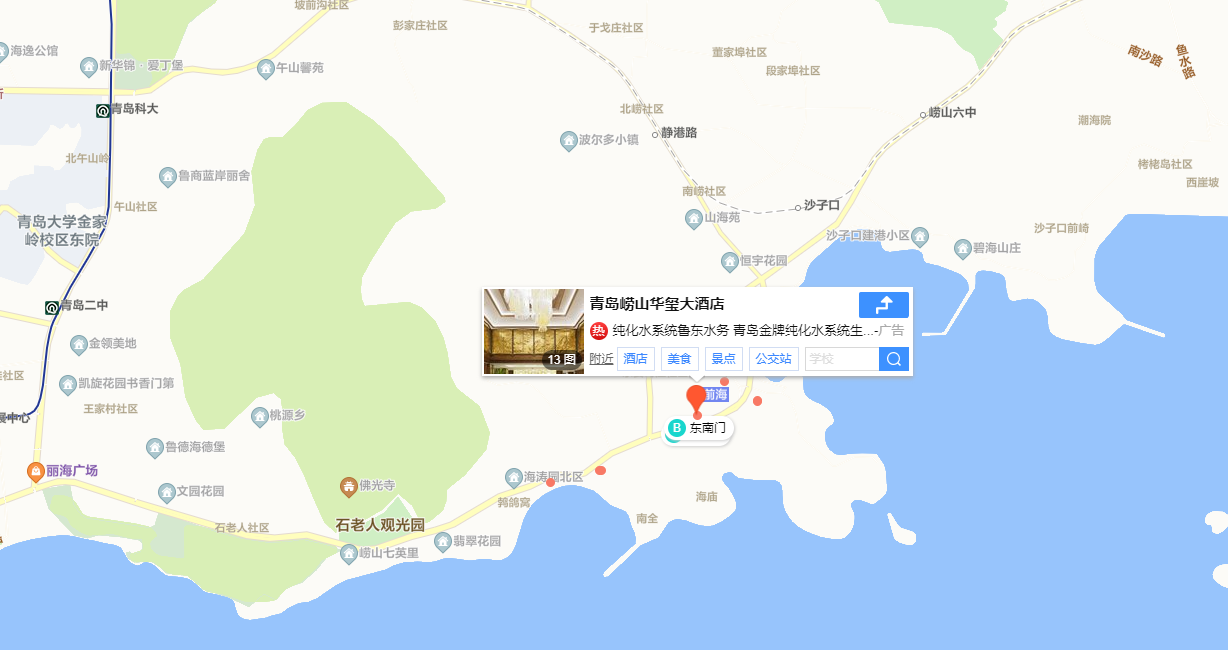 坡前沟社区
彭家庄社区
于戈庄社区
董家埠社区
段家埠社区
南沙路
鱼水路
海逸公馆
新华锦·爱丁堡
午山馨苑
青岛科大
北崂社区
静港路
崂山六中
潮海院
波尔多小镇
北午山岭
鲁商蓝岸丽舍
南崂社区
栲栳岛社区
西崖坡
午山社区
青岛大学金家
岭校区东院
山海苑
沙子口
沙子口建港小区
沙子口前崎
碧海山庄
恒宇花园
青岛二中
青岛崂山华玺大酒店
热 纯化水系统鲁东水务 青岛金牌纯化水系统生...-广告
13 图
附近 酒店 美食 景点 公交站 学校
金领美地
凯旋花园书香门第
王家村社区
社区
展中心
桃源乡
前海
B 东南门
鲁德海德堡
丽海广场
文园花园
佛光寺
海涛园北区
鹁鸽窝
海庙
南全
石老人社区
石老人观光园
翡翠花园
崂山七英里